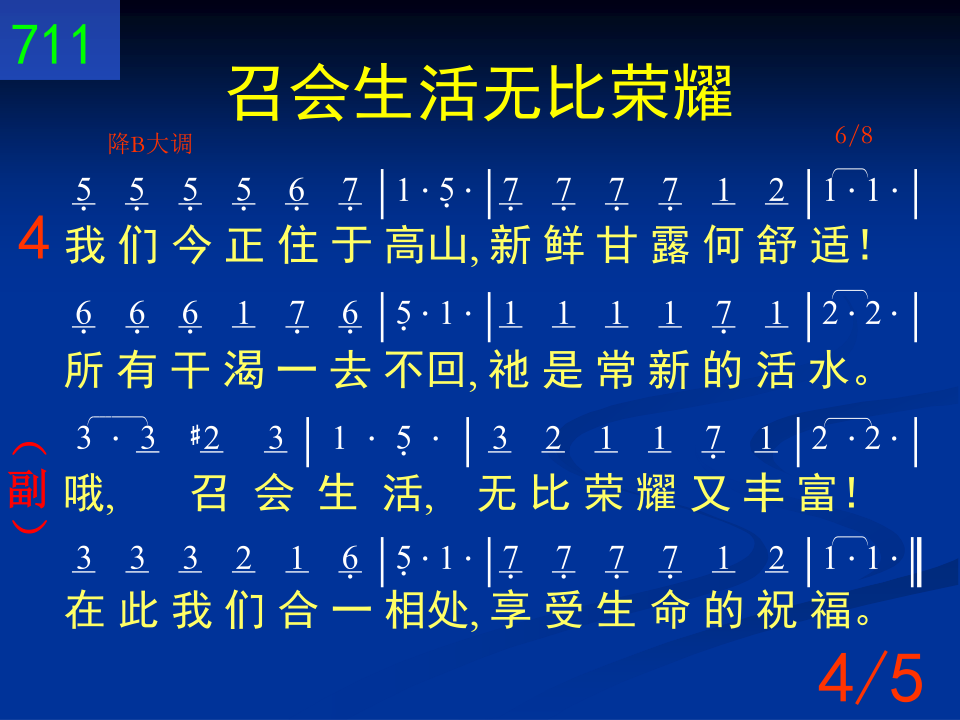 711
召会生活无比荣耀
降B大调 6/8
5 5 5 5 6 7 | 1 · 5 · | 7 7 7 7 1 2 | 1 · 1 · |
4 我们今正住于高山, 新鲜甘露何舒适！
6 6 6 1 7 6 | 5 · 1 · | 1 1 1 1 7 1 | 2 · 2 · |
所有干渴一去不回, 祂是常新的活水。
3 · 3 #2 3 | 1 · 5 · | 3 2 1 1 7 1 | 2 · 2 · |
（副） 哦, 召会生活, 无比荣耀又丰富！
3 3 3 2 1 6 | 5 · 1 · | 7 7 7 7 1 2 | 1 · 1 · ‖
在此我们合一相处, 享受生命的祝福。
4/5